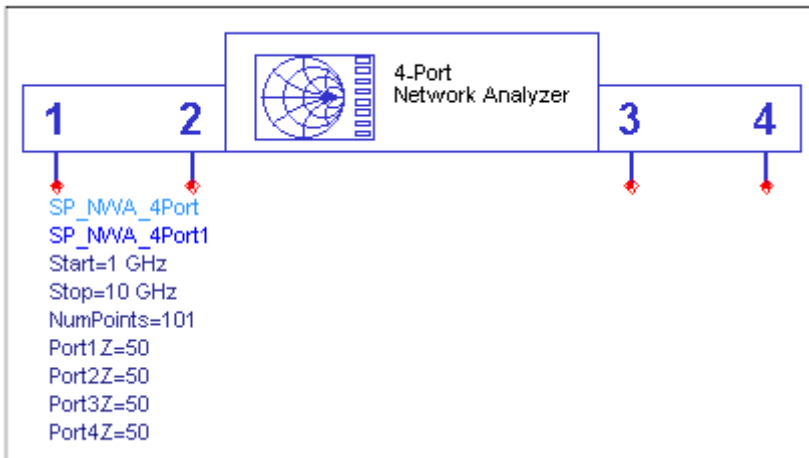 4-Port
Network Analyzer
1 2 3 4
SP_NWA_4Port
SP_NWA_4Port1
Start=1 GHz
Stop=10 GHz
NumPoints=101
Port1Z=50
Port2Z=50
Port3Z=50
Port4Z=50